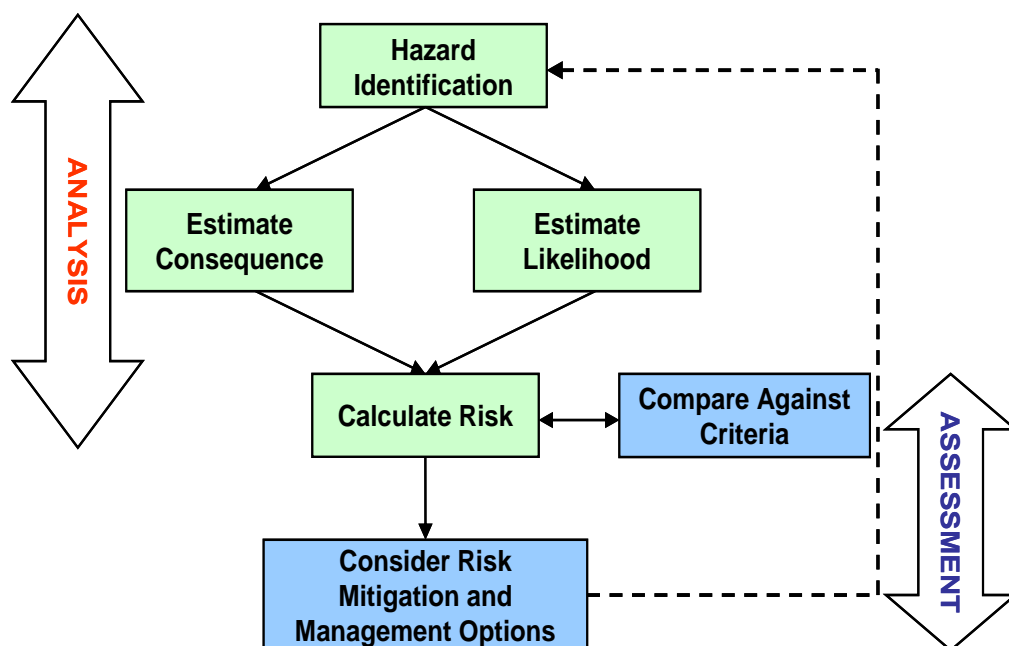 Hazard
Identification
ANALYSIS
Estimate
Consequence
Estimate
Likelihood
Calculate Risk
Compare Against
Criteria
ASSESSMENT
Consider Risk
Mitigation and
Management Options